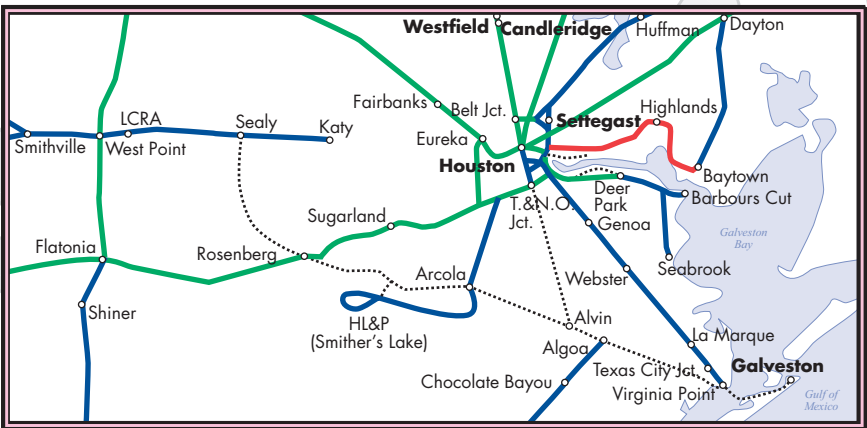 Westfield
Candleridge
Huffman
Dayton
Fairbanks
Belt Jct.
Settegast
Highlands
LCRA
Sealy
Katy
Eureka
Smithville
West Point
Houston
Baytown
Deer
Park
Barbours Cut
T.&N.O.
Jct.
Sugarland
Genoa
Galveston
Bay
Flatonia
Rosenberg
Arcola
Webster
Seabrook
Shiner
HL&P
(Smither's Lake)
Alvin
Algoa
La Marque
Texas City Jct.
Galveston
Chocolate Bayou
Virginia Point
Gulf of
Mexico